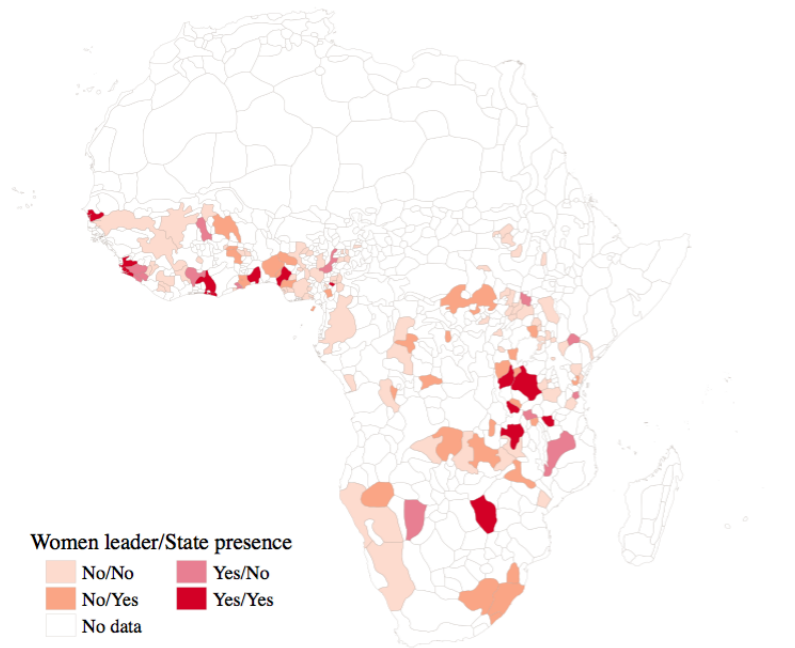 Women leader/State presence
No/No
Yes/No
No/Yes
Yes/Yes
No data